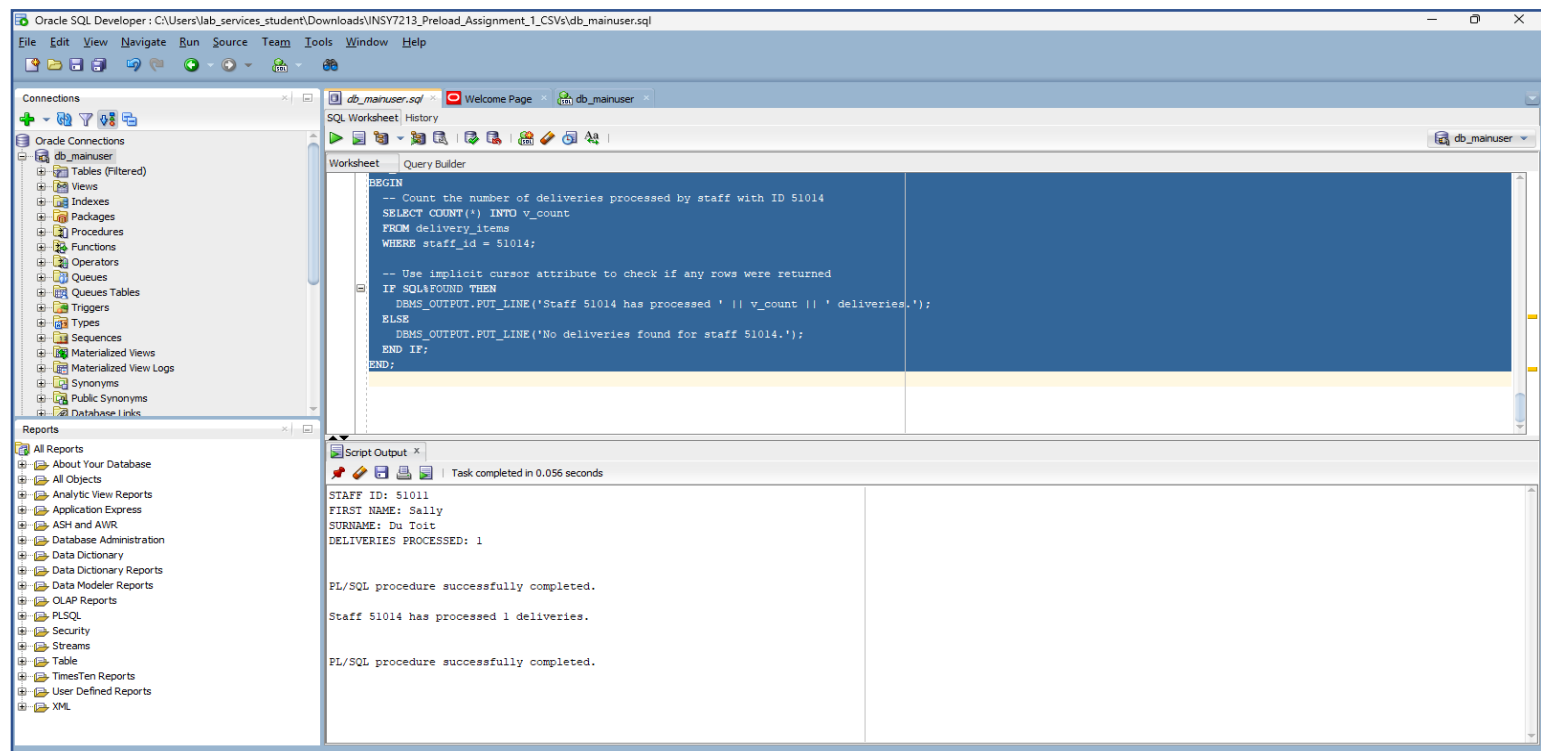 Oracle SQL Developer : C:\Users\lab_services_student\Downloads\INSY7213_Preload_Assignment_1_CSVs\db_mainuser.sql
File Edit View Navigate Run Source Team Tools Window Help
Connections
Oracle Connections
db_mainuser
Tables (Filtered)
Views
Indexes
Packages
Procedures
Functions
Operators
Queues
Queues Tables
Triggers
Types
Sequences
Materialized Views
Materialized View Logs
Synonyms
Public Synonyms
Database Links
Reports
All Reports
About Your Database
All Objects
Analytic View Reports
Application Express
ASH and AWR
Database Administration
Data Dictionary
Data Dictionary Reports
Data Modeler Reports
OLAP Reports
PLSQL
Security
Streams
Table
TimesTen Reports
User Defined Reports
XML
db_mainuser.sql Welcome Page db_mainuser
SQL Worksheet History
db_mainuser
Worksheet Query Builder
BEGIN
-- Count the number of deliveries processed by staff with ID 51014
SELECT COUNT(*) INTO v_count
FROM delivery_items
WHERE staff_id = 51014;
-- Use implicit cursor attribute to check if any rows were returned
IF SQL%FOUND THEN
DBMS_OUTPUT.PUT_LINE('Staff 51014 has processed ' || v_count || ' deliveries.');
ELSE
DBMS_OUTPUT.PUT_LINE('No deliveries found for staff 51014.');
END IF;
END;
Script Output
Task completed in 0.056 seconds
STAFF ID: 51011
FIRST NAME: Sally
SURNAME: Du Toit
DELIVERIES PROCESSED: 1
PL/SQL procedure successfully completed.
Staff 51014 has processed 1 deliveries.
PL/SQL procedure successfully completed.